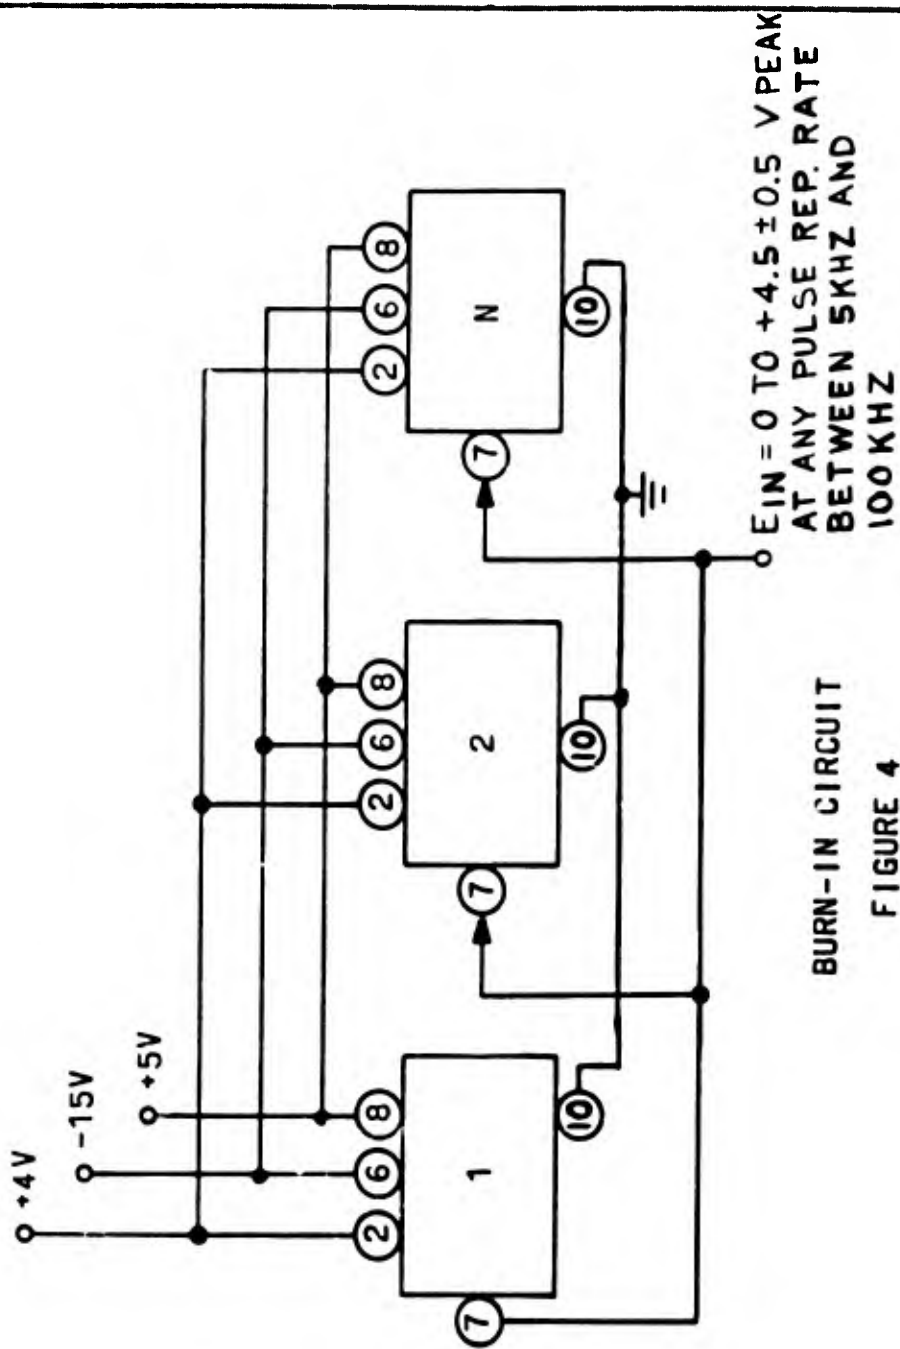 +4V
-15V
+5V
2 6 8
2 6 8
2 6 8
7
1
7
2
7
N
10
10
10
EIN = 0 TO +4.5 ± 0.5 V PEAK
AT ANY PULSE REP. RATE
BETWEEN 5KHZ AND
100KHZ
BURN-IN CIRCUIT
FIGURE 4